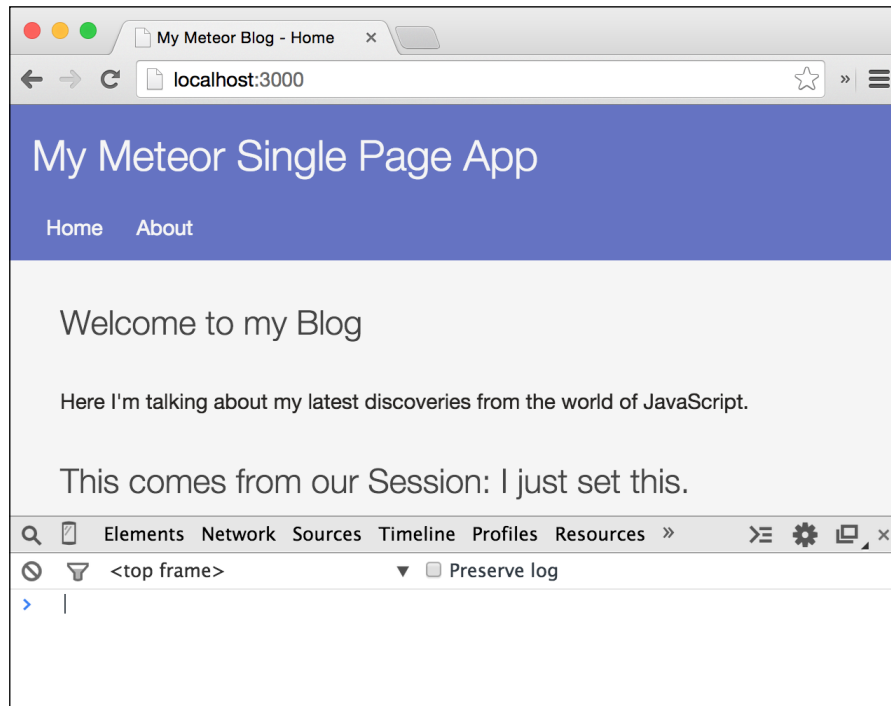 My Meteor Blog - Home
localhost:3000
My Meteor Single Page App
Home About
Welcome to my Blog
Here I'm talking about my latest discoveries from the world of JavaScript.
This comes from our Session: I just set this.
Elements Network Sources Timeline Profiles Resources »
<top frame> ▼ Preserve log